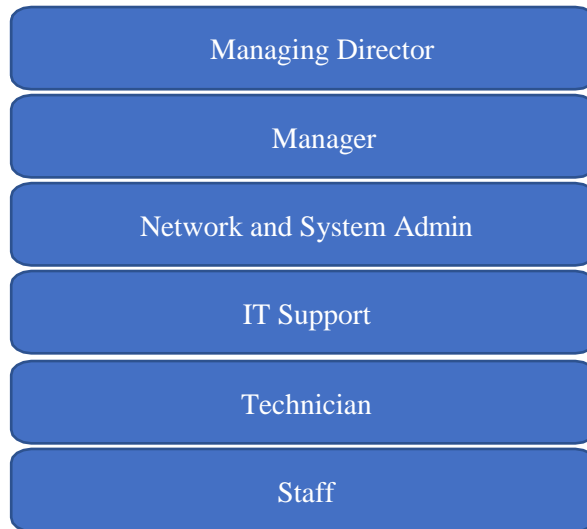 Managing Director
Manager
Network and System Admin
IT Support
Technician
Staff